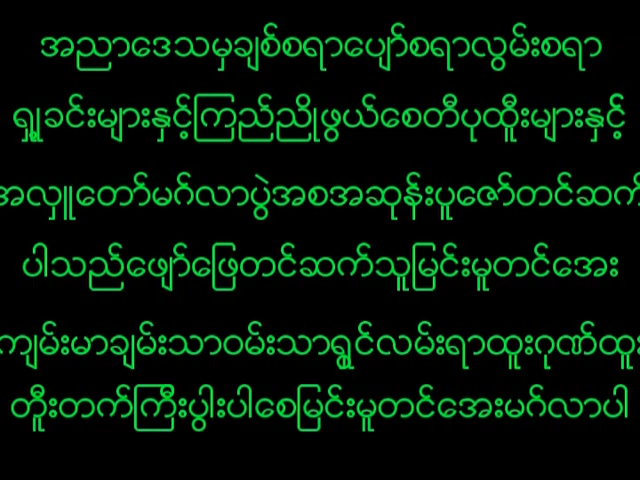 အညာဒေသမှချစ်စရာပျော်စရာလွမ်းစရာ
ရှုခင်းများနှင့်ကြည်ညိုဖွယ်စေတီပုထိုးများနှင့်
အလှူတော်မင်္ဂလာပွဲအစအဆုန်းပူဇော်တင်ဆက်
ပါသည်ဖျော်ဖြေတင်ဆက်သူမြင်းမူတင်အေး
ကျမ်းမာချမ်းသာဝမ်းသာရွှင်လမ်းရာထူးဂုဏ်ထူး
တိုးတက်ကြီးပွါးပါစေမြင်းမူတင်အေးမင်္ဂလာပါ